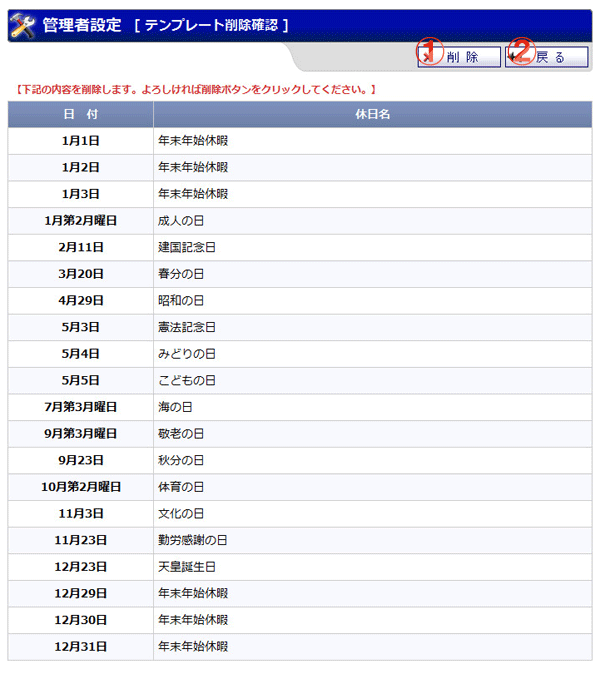 管理者設定 [ テンプレート削除確認 ]
① 削 除 ② 戻 る
【下記の内容を削除します。よろしければ削除ボタンをクリックしてください。】
日 付 休日名
1月1日 年末年始休暇
1月2日 年末年始休暇
1月3日 年末年始休暇
1月第2月曜日 成人の日
2月11日 建国記念日
3月20日 春分の日
4月29日 昭和の日
5月3日 憲法記念日
5月4日 みどりの日
5月5日 こどもの日
7月第3月曜日 海の日
9月第3月曜日 敬老の日
9月23日 秋分の日
10月第2月曜日 体育の日
11月3日 文化の日
11月23日 勤労感謝の日
12月23日 天皇誕生日
12月29日 年末年始休暇
12月30日 年末年始休暇
12月31日 年末年始休暇